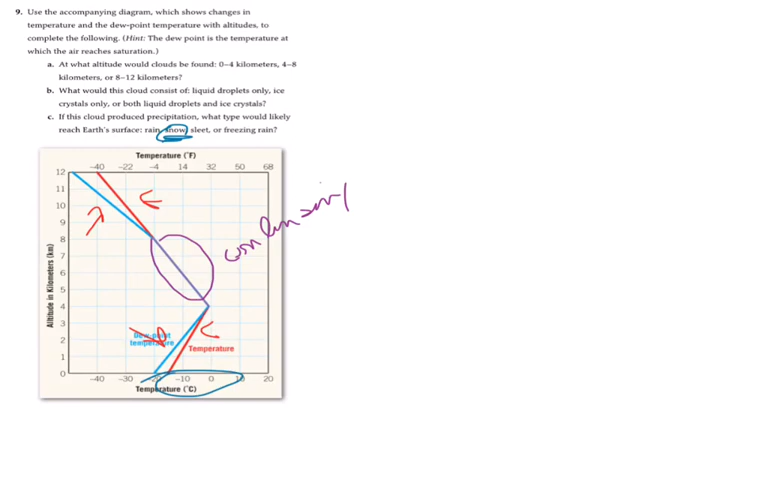 9. Use the accompanying diagram, which shows changes in
temperature and the dew-point temperature with altitudes, to
complete the following. (Hint: The dew point is the temperature at
which the air reaches saturation.)
a. At what altitude would clouds be found: 0–4 kilometers, 4–8
kilometers, or 8–12 kilometers?
b. What would this cloud consist of: liquid droplets only, ice
crystals only, or both liquid droplets and ice crystals?
c. If this cloud produced precipitation, what type would likely
reach Earth's surface: rain, snow, sleet, or freezing rain?
Temperature (°F)
−40 −22 −4 14 32 50 68
12
11
10
9
8
7
6
5
4
3
2
1
0
Altitude in Kilometers (km)
Dew-point
temperature
Temperature
−40 −30 −10 0 10 20
Temperature (°C)